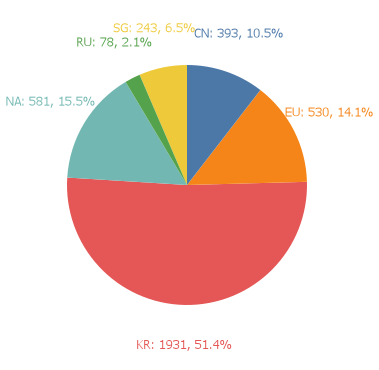 SG: 243, 6.5%
CN: 393, 10.5%
RU: 78, 2.1%
NA: 581, 15.5%
EU: 530, 14.1%
KR: 1931, 51.4%